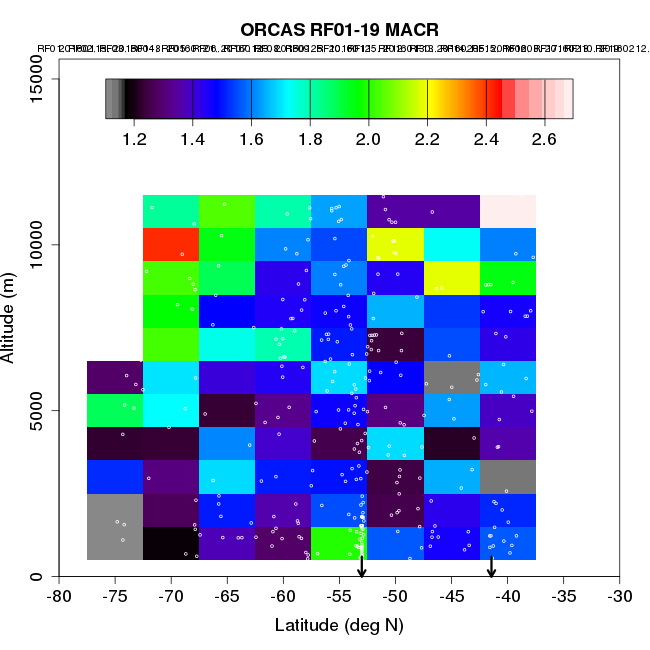 ORCAS RF01-19 MACR
1.2 1.4 1.6 1.8 2.0 2.2 2.4 2.6
Altitude (m)
15000
10000
5000
0
-80 -75 -70 -65 -60 -55 -50 -45 -40 -35 -30
Latitude (deg N)